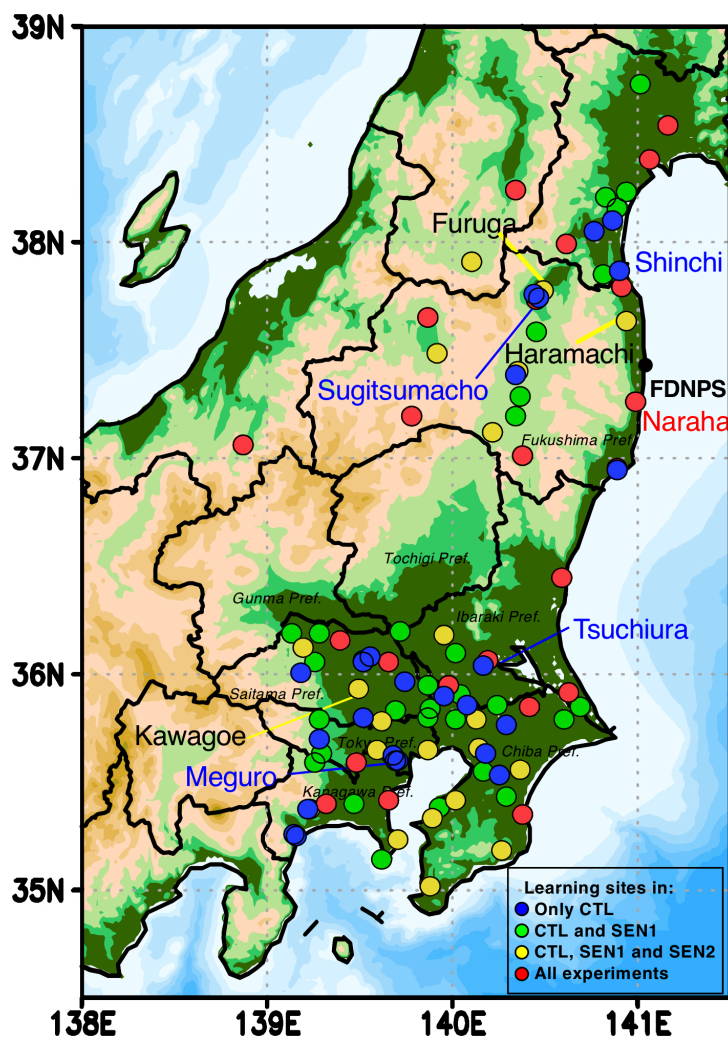 39N
Furuga
38N
Shinchi
Haramachi
FDNPS
Sugitsumacho
Naraha
Fukushima Pref.
37N
Tochigi Pref.
Gunma Pref.
Ibaraki Pref.
Tsuchiura
36N
Saitama Pref.
Kawagoe
Tokyo Pref.
Chiba Pref.
Meguro
Kanagawa Pref.
35N
Learning sites in:
Only CTL
CTL and SEN1
CTL, SEN1 and SEN2
All experiments
138E 139E 140E 141E